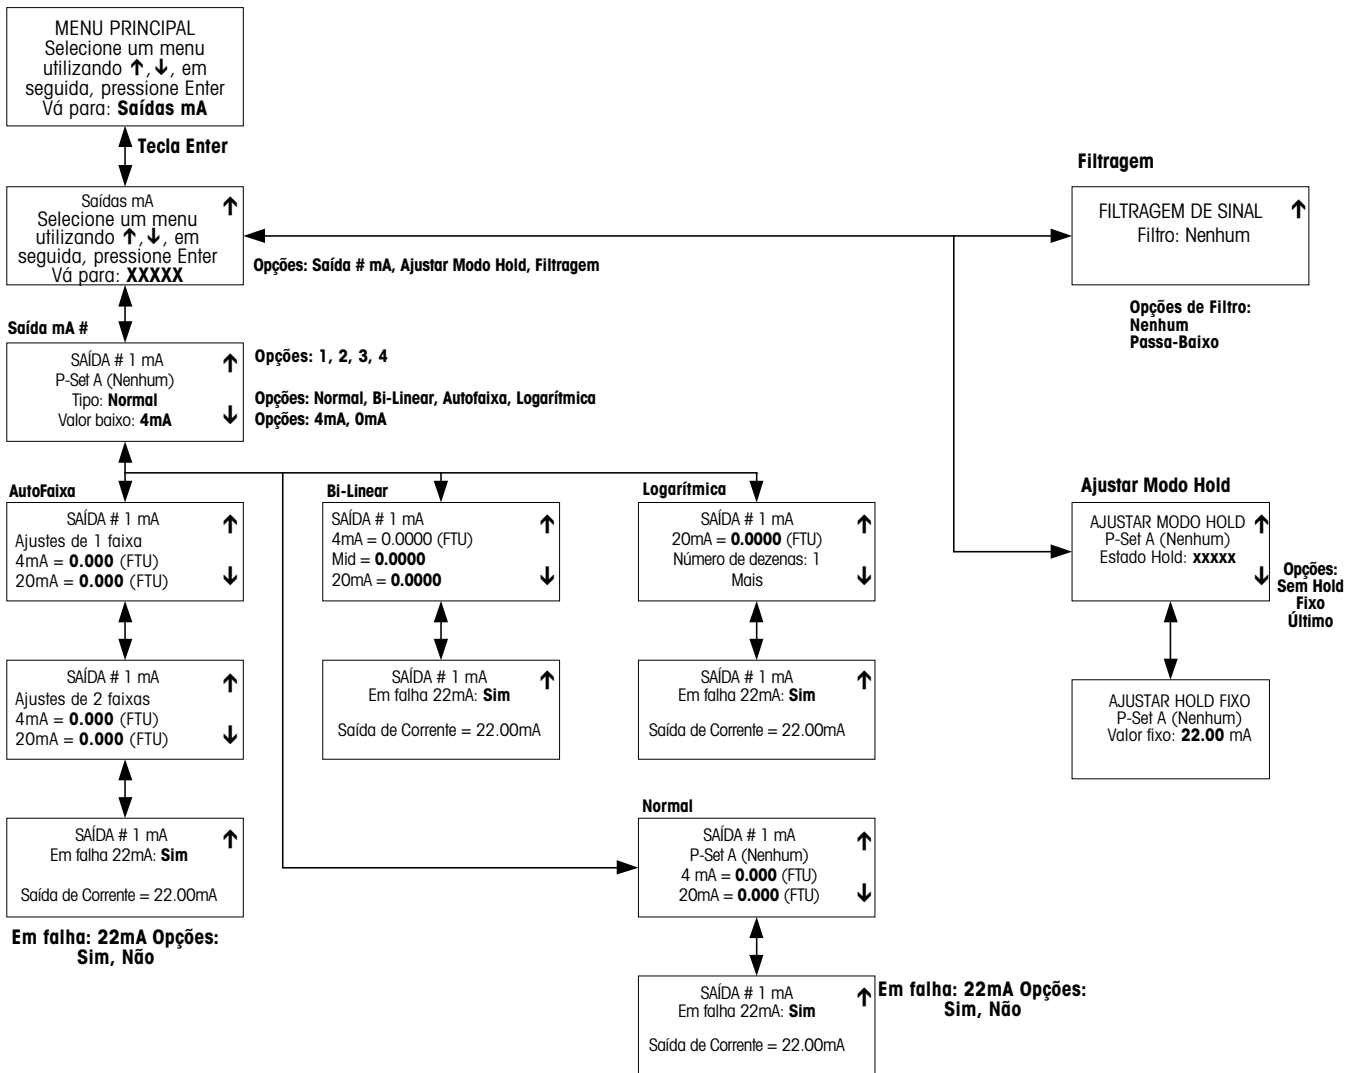 MENU PRINCIPAL
Selecione um menu
utilizando ↑,↓, em
seguida, pressione Enter
Vá para: Saídas mA
Tecla Enter
Saídas mA ↑
Selecione um menu
utilizando ↑,↓, em
seguida, pressione Enter
Vá para: XXXXX
Opções: Saída # mA, Ajustar Modo Hold, Filtragem
Filtragem
FILTRAGEM DE SINAL ↑
Filtro: Nenhum
Opções de Filtro:
Nenhum
Passa-Baixo
Saída mA #
SAÍDA # 1 mA ↑
P-Set A (Nenhum)
Tipo: Normal
Valor baixo: 4mA ↓
Opções: 1, 2, 3, 4
Opções: Normal, Bi-Linear, Autofaixa, Logarítmica
Opções: 4mA, 0mA
AutoFaixa
SAÍDA # 1 mA ↑
Ajustes de 1 faixa
4mA = 0.000 (FTU)
20mA = 0.000 (FTU) ↓
Bi-Linear
SAÍDA # 1 mA ↑
4mA = 0.0000 (FTU)
Mid = 0.0000
20mA = 0.0000 ↓
Logarítmica
SAÍDA # 1 mA ↑
20mA = 0.0000 (FTU)
Número de dezenas: 1
Mais ↓
Ajustar Modo Hold
AJUSTAR MODO HOLD ↑
P-Set A (Nenhum)
Estado Hold: xxxxx
↓
Opções:
Sem Hold
Fixo
Último
SAÍDA # 1 mA ↑
Ajustes de 2 faixas
4mA = 0.000 (FTU)
20mA = 0.000 (FTU) ↓
SAÍDA # 1 mA ↑
Em falha 22mA: Sim
Saída de Corrente = 22.00mA
SAÍDA # 1 mA ↑
Em falha 22mA: Sim
Saída de Corrente = 22.00mA
AJUSTAR HOLD FIXO
P-Set A (Nenhum)
Valor fixo: 22.00 mA
SAÍDA # 1 mA ↑
Em falha 22mA: Sim
Saída de Corrente = 22.00mA
Em falha: 22mA Opções:
Sim, Não
Normal
SAÍDA # 1 mA ↑
P-Set A (Nenhum)
4 mA = 0.000 (FTU)
20mA = 0.000 (FTU) ↓
SAÍDA # 1 mA ↑
Em falha 22mA: Sim
Saída de Corrente = 22.00mA
Em falha: 22mA Opções:
Sim, Não